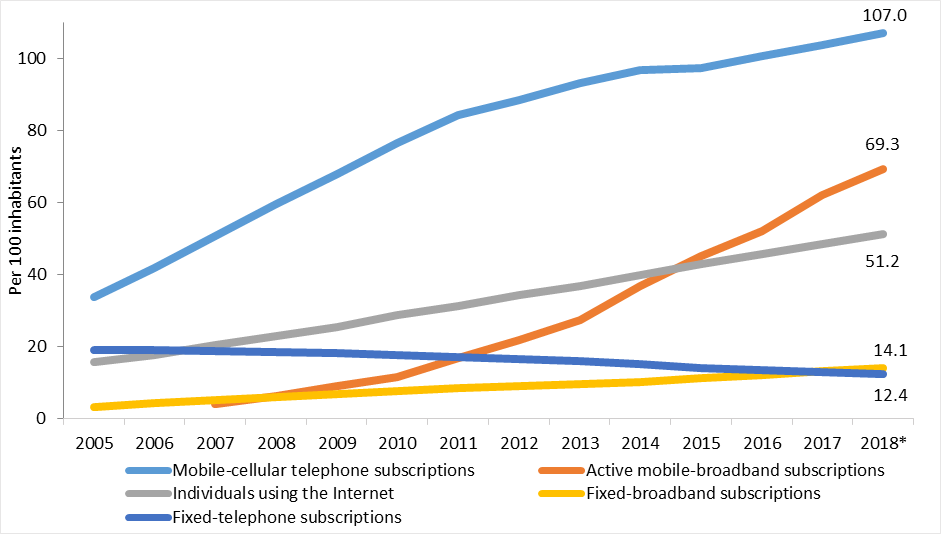 107.0
100
80
69.3
60
Per 100 inhabitants
51.2
40
20
14.1
12.4
0
2005 2006 2007 2008 2009 2010 2011 2012 2013 2014 2015 2016 2017 2018*
Mobile-cellular telephone subscriptions Active mobile-broadband subscriptions
Individuals using the Internet Fixed-broadband subscriptions
Fixed-telephone subscriptions